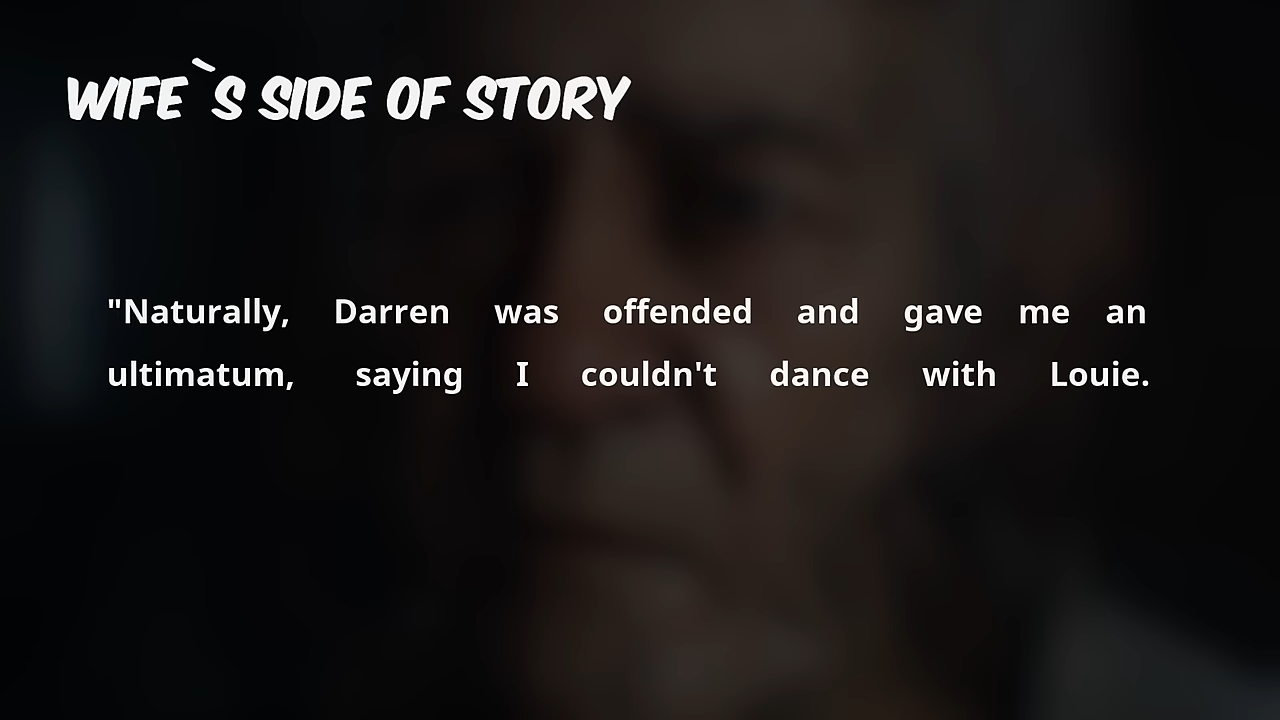 WIFE`S SIDE OF STORY
"Naturally, Darren was offended and gave me an
ultimatum, saying I couldn't dance with Louie.